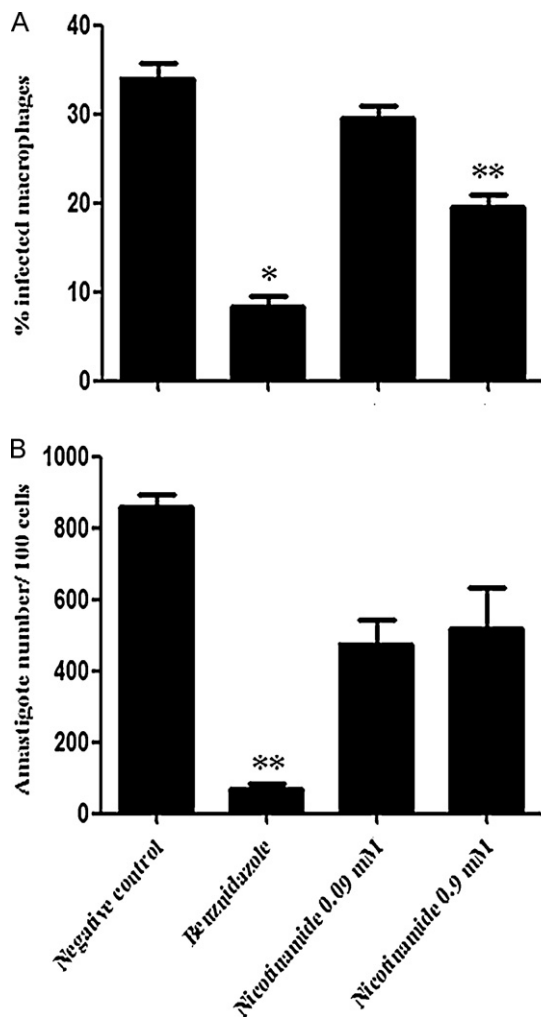 A
% infected macrophages
40
30
20
10
0
*
**
B
Amastigote number/ 100 cells
1000
800
600
400
200
0
**
Negative control
Benznidazole
Nicotinamide 0.09 mM
Nicotinamide 0.9 mM